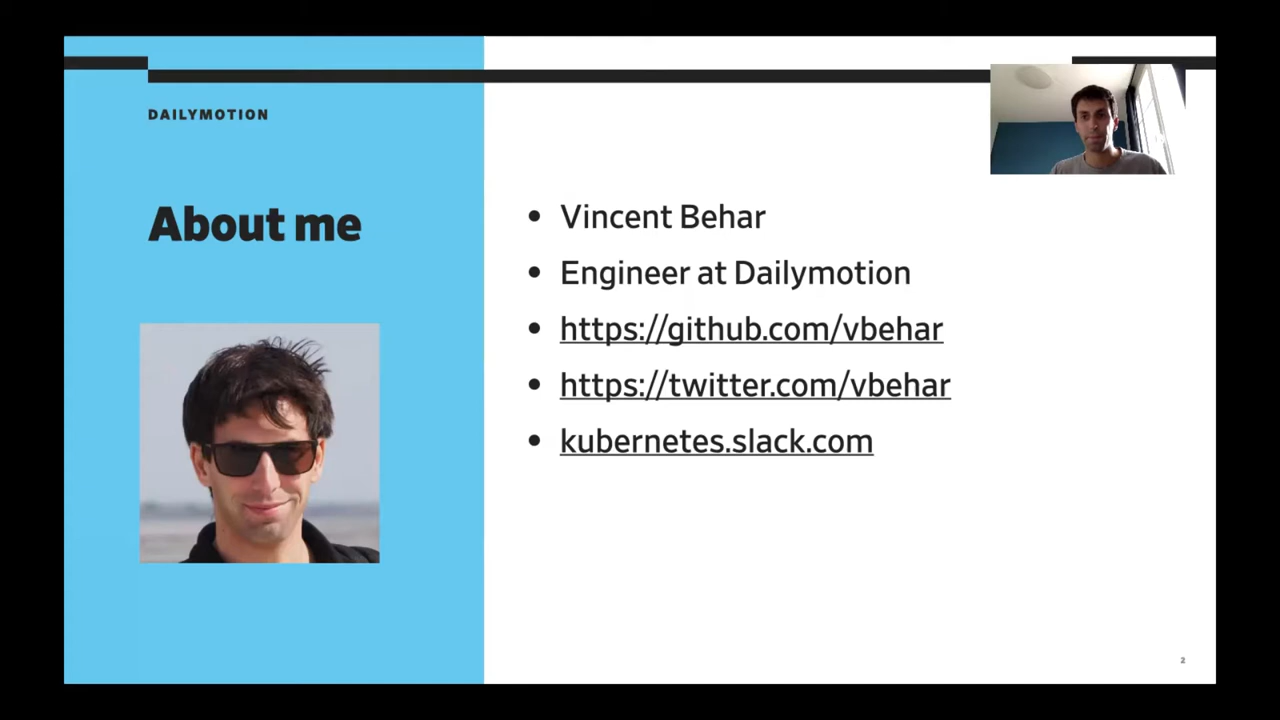 DAILYMOTION
About me
• Vincent Behar
• Engineer at Dailymotion
• https://github.com/vbehar
• https://twitter.com/vbehar
• kubernetes.slack.com
2